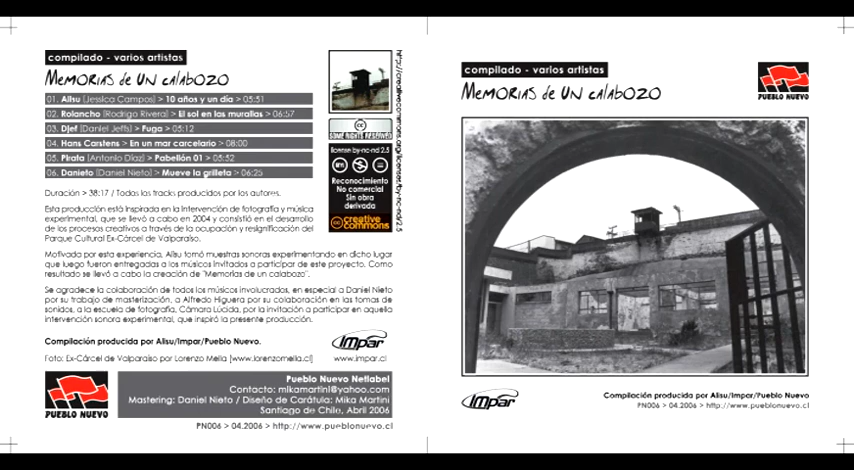 compilado - varios artistas
Memorias de un calabozo
01. Alisu [Jessica Campos] > 10 años y un día > 05:51
02. Rolancho [Rodrigo Rivera] > El sol en las murallas > 06:57
03. Djef [Daniel Jeffs] > Fuga > 05:12
04. Hans Carstens > En un mar carcelario > 08:00
05. Pirata [Antonio Díaz] > Pabellón 01 > 05:52
06. Danieto [Daniel Nieto] > Mueve la grilleta > 06:25
Duración > 38:17 / Todos los tracks producidos por los autores.
Esta producción está inspirada en la intervención de fotografía y música
experimental, que se llevó a cabo en 2004 y consistió en el desarrollo
de los procesos creativos a través de la ocupación y resignificación del
Parque Cultural Ex-Cárcel de Valparaíso.
Motivada por esta experiencia, Alisu tomó muestras sonoras experimentando en dicho lugar
que luego fueron entregadas a los músicos invitados a participar de este proyecto. Como
resultado se llevó a cabo la creación de "Memorias de un calabozo".
Se agradece la colaboración de todos los músicos involucrados, en especial a Daniel Nieto
por su trabajo de masterización, a Alfredo Higuera por su colaboración en las tomas de
sonidos, a la escuela de fotografía, Cámara Lúcida, por la invitación a participar en aquella
intervención sonora experimental, que inspiró la presente producción.
Compilación producida por Alisu/Impar/Pueblo Nuevo.
Foto: Ex-Cárcel de Valparaíso por Lorenzo Mella [www.lorenzomella.cl]
impar
www.impar.cl
PUEBLO NUEVO
Pueblo Nuevo Netlabel
Contacto: mikamartini@yahoo.com
Mastering: Daniel Nieto / Diseño de Carátula: Mika Martini
Santiago de Chile, Abril 2006
PN006 > 04.2006 > http://www.pueblonuevo.cl
http://creativecommons.org/licenses/by-nc-nd/2.5
cc
SOME RIGHTS RESERVED
license by-nc-nd 2.5
Reconocimiento
No comercial
Sin obra
derivada
cc creative
commons
compilado - varios artistas
Memorias de un calabozo
PUEBLO NUEVO
impar
Compilación producida por Alisu/Impar/Pueblo Nuevo
PN006 > 04.2006 > http://www.pueblonuevo.cl